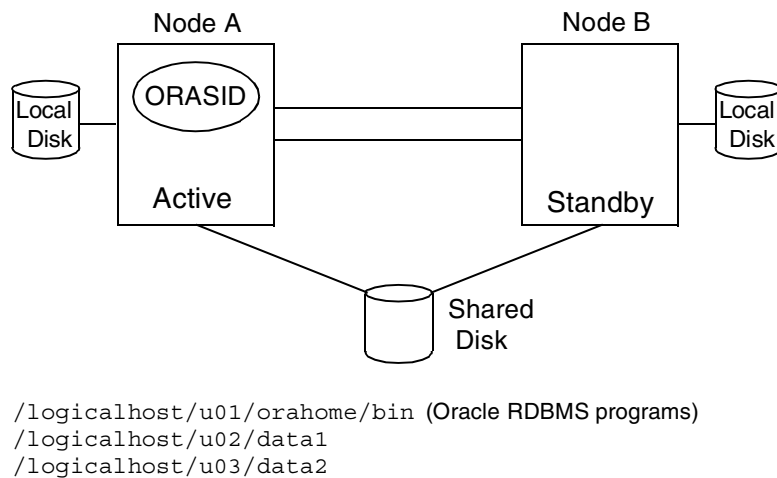 Node A
Node B
ORASID
Local
Disk
Local
Disk
Active
Standby
Shared
Disk
/logicalhost/u01/orahome/bin (Oracle RDBMS programs)
/logicalhost/u02/data1
/logicalhost/u03/data2